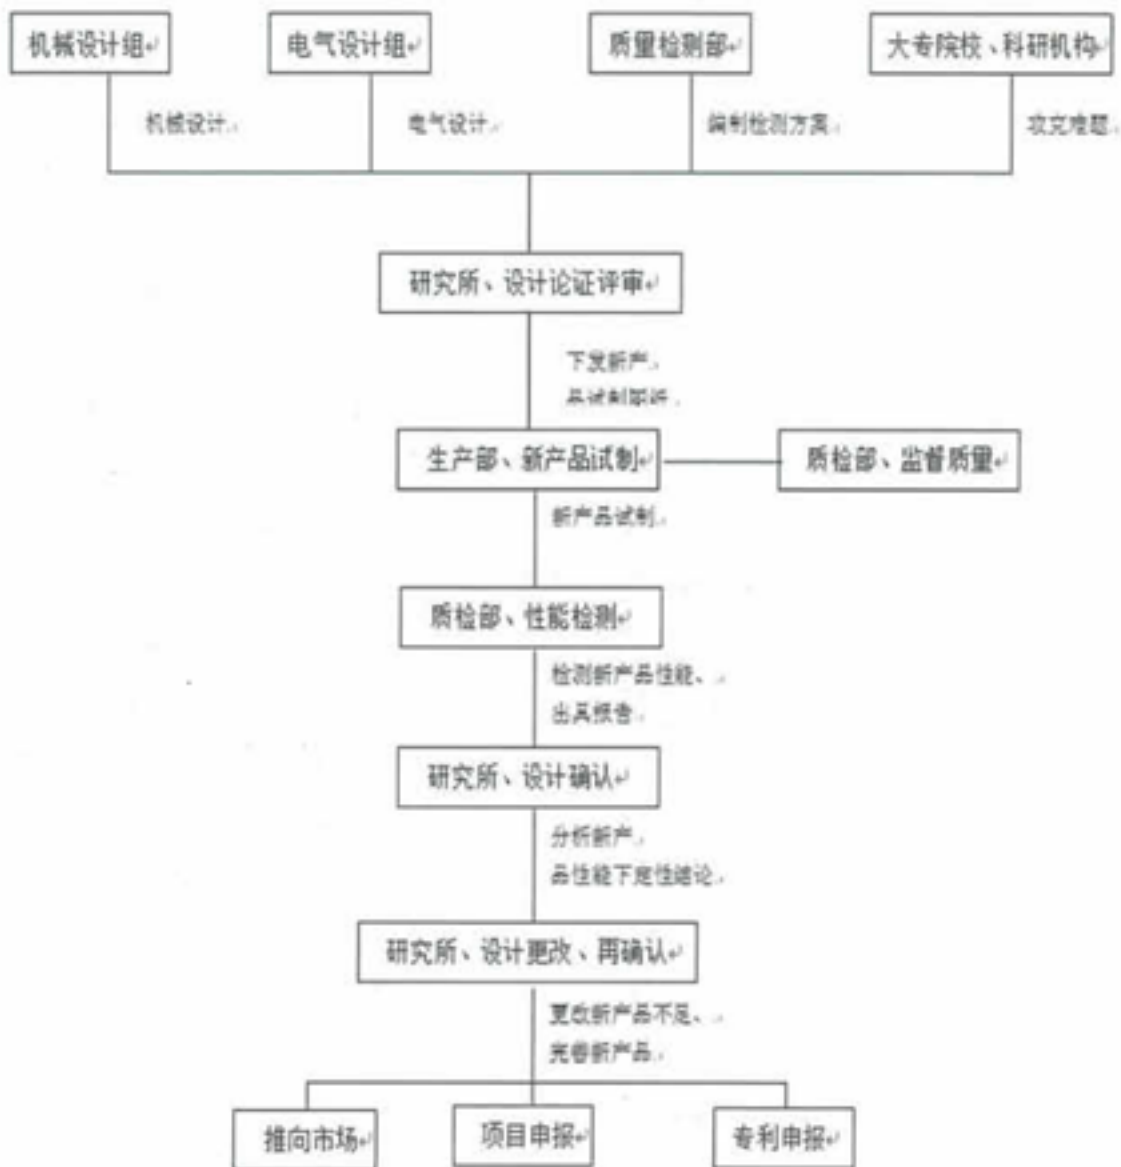 机械设计组
电气设计组
质量检测部
大专院校、科研机构
机械设计
电气设计
编制检测方案
攻克难题
研究所、设计论证评审
下发新产
品试制
生产部、新产品试制
质检部、监督质量
新产品试制
质检部、性能检测
检测新产品性能、
出具报告
研究所、设计确认
分析新产
品性能下定性结论
研究所、设计更改、再确认
更改新产品不足、
完善新产品
推向市场
项目申报
专利申报